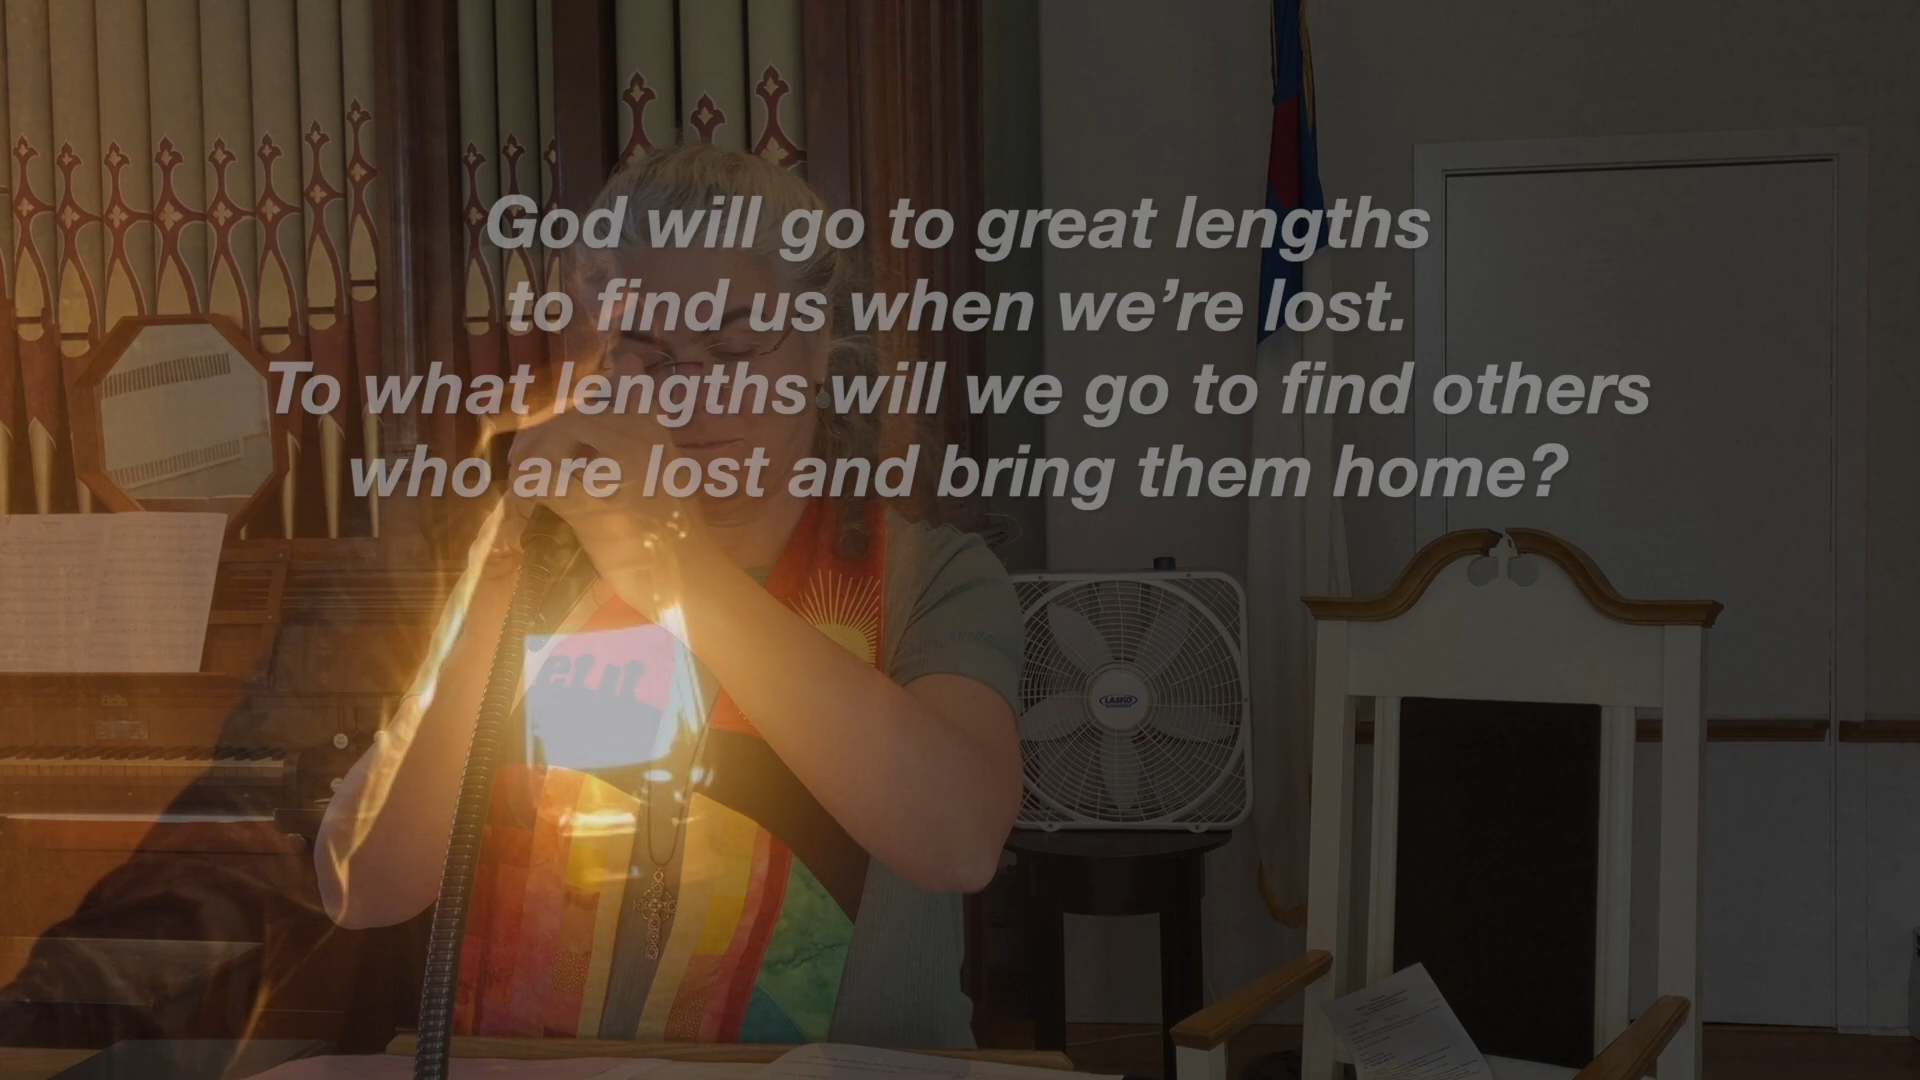 God will go to great lengths
to find us when we're lost.
To what lengths will we go to find others
who are lost and bring them home?
LASKO